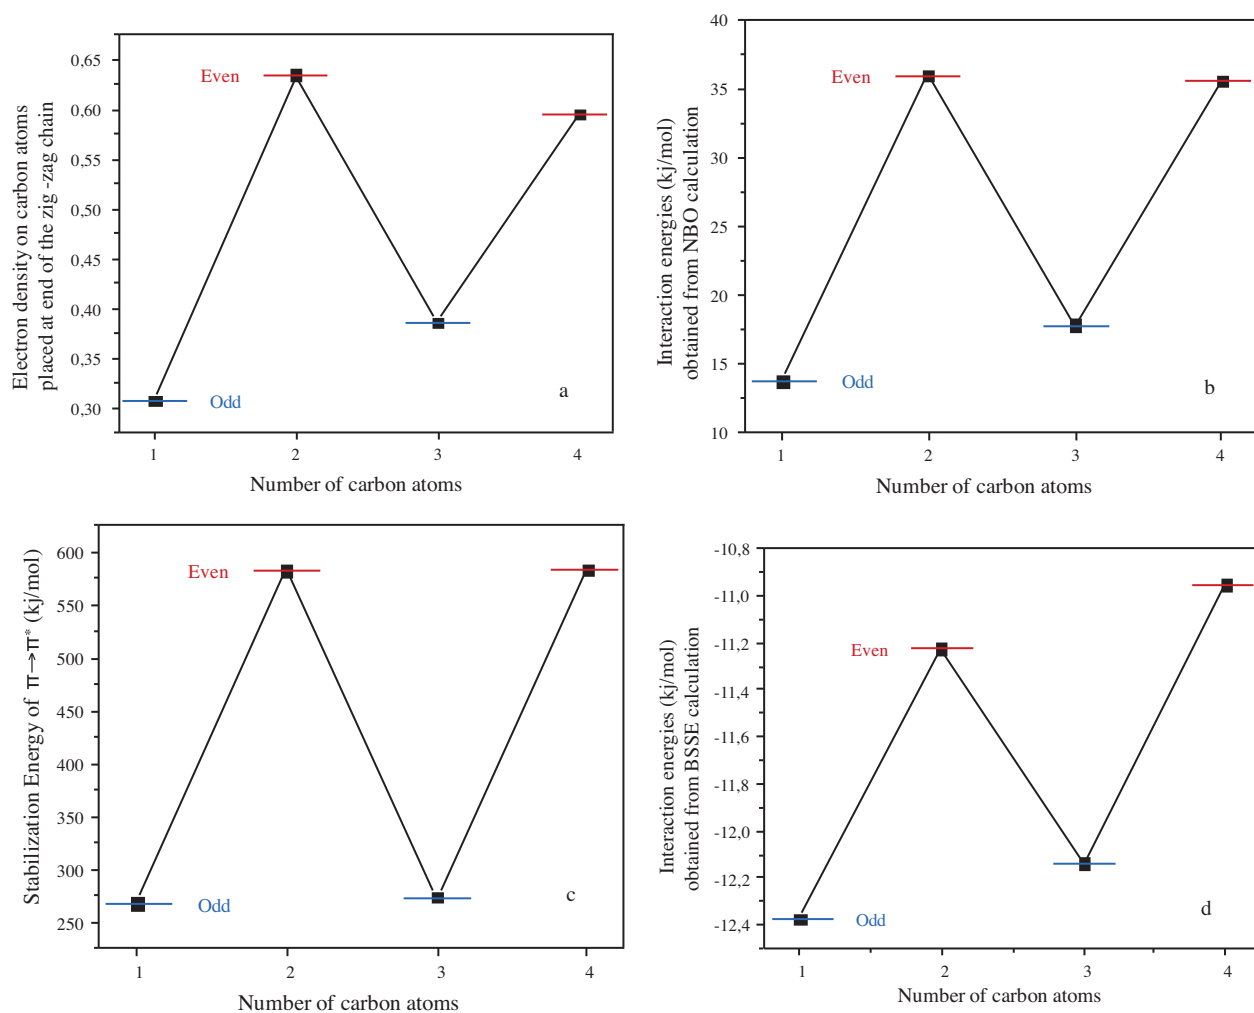 Electron density on carbon atoms
placed at end of the zig -zag chain
0,65
0,60
0,55
0,50
0,45
0,40
0,35
0,30
Even
Odd
a
1 2 3 4
Number of carbon atoms
Interaction energies (kj/mol)
obtained from NBO calculation
40
35
30
25
20
15
10
Even
Odd
b
1 2 3 4
Number of carbon atoms
Stabilization Energy of π→π* (kj/mol)
600
550
500
450
400
350
300
250
Even
Odd
c
1 2 3 4
Number of carbon atoms
Interaction energies (kj/mol)
obtained from BSSE calculation
-10,8
-11,0
-11,2
-11,4
-11,6
-11,8
-12,0
-12,2
-12,4
Even
Odd
d
1 2 3 4
Number of carbon atoms